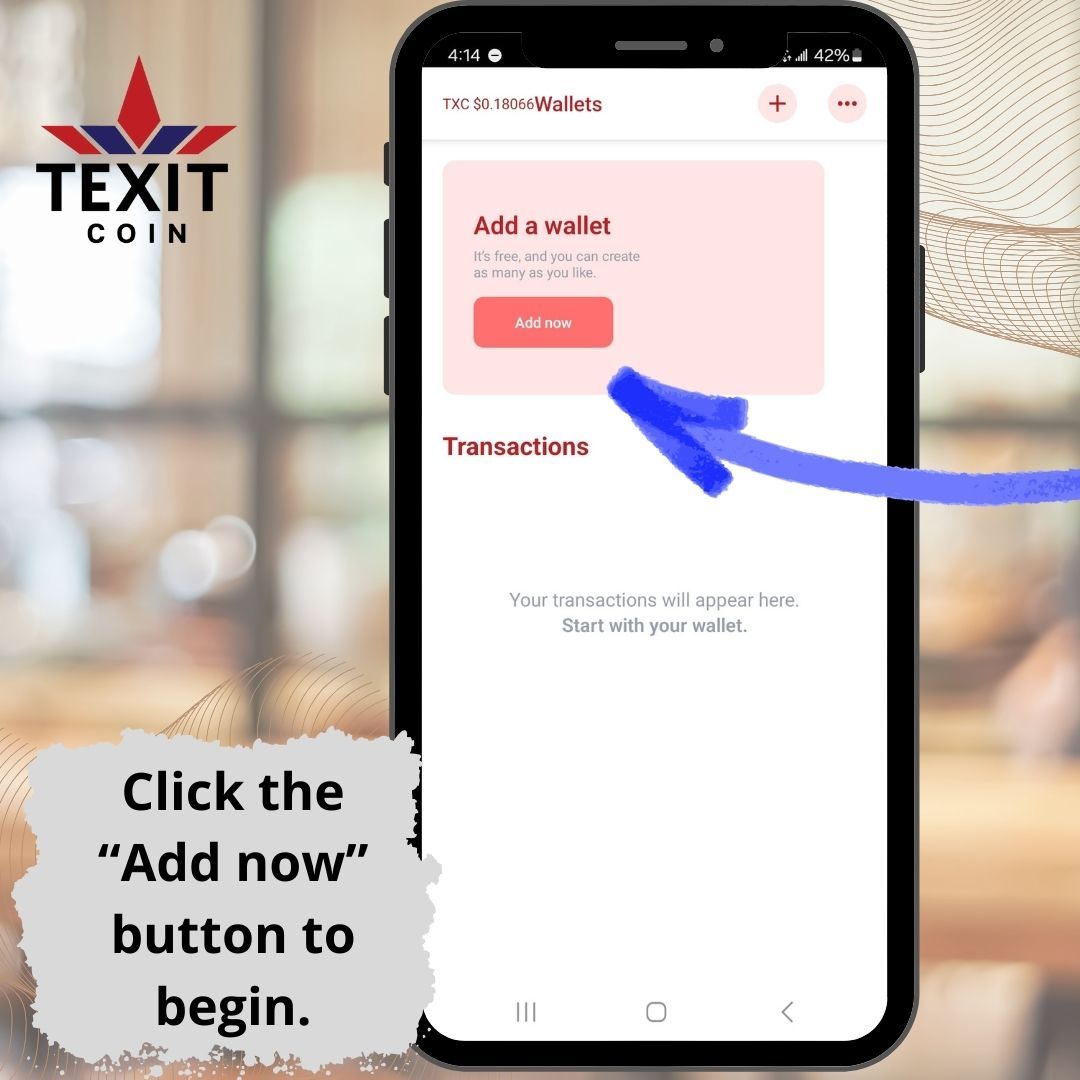 TEXIT
COIN
4:14
42%
TXC $0.18066Wallets
Add a wallet
It's free, and you can create
as many as you like.
Add now
Transactions
Your transactions will appear here.
Start with your wallet.
Click the
“Add now”
button to
begin.